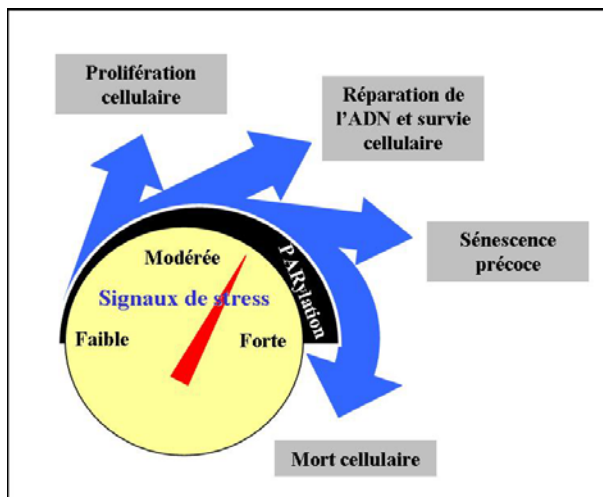 Prolifération
cellulaire
Réparation de
l'ADN et survie
cellulaire
Sénescence
précoce
Modérée
PARylation
Signaux de stress
Faible
Forte
Mort cellulaire